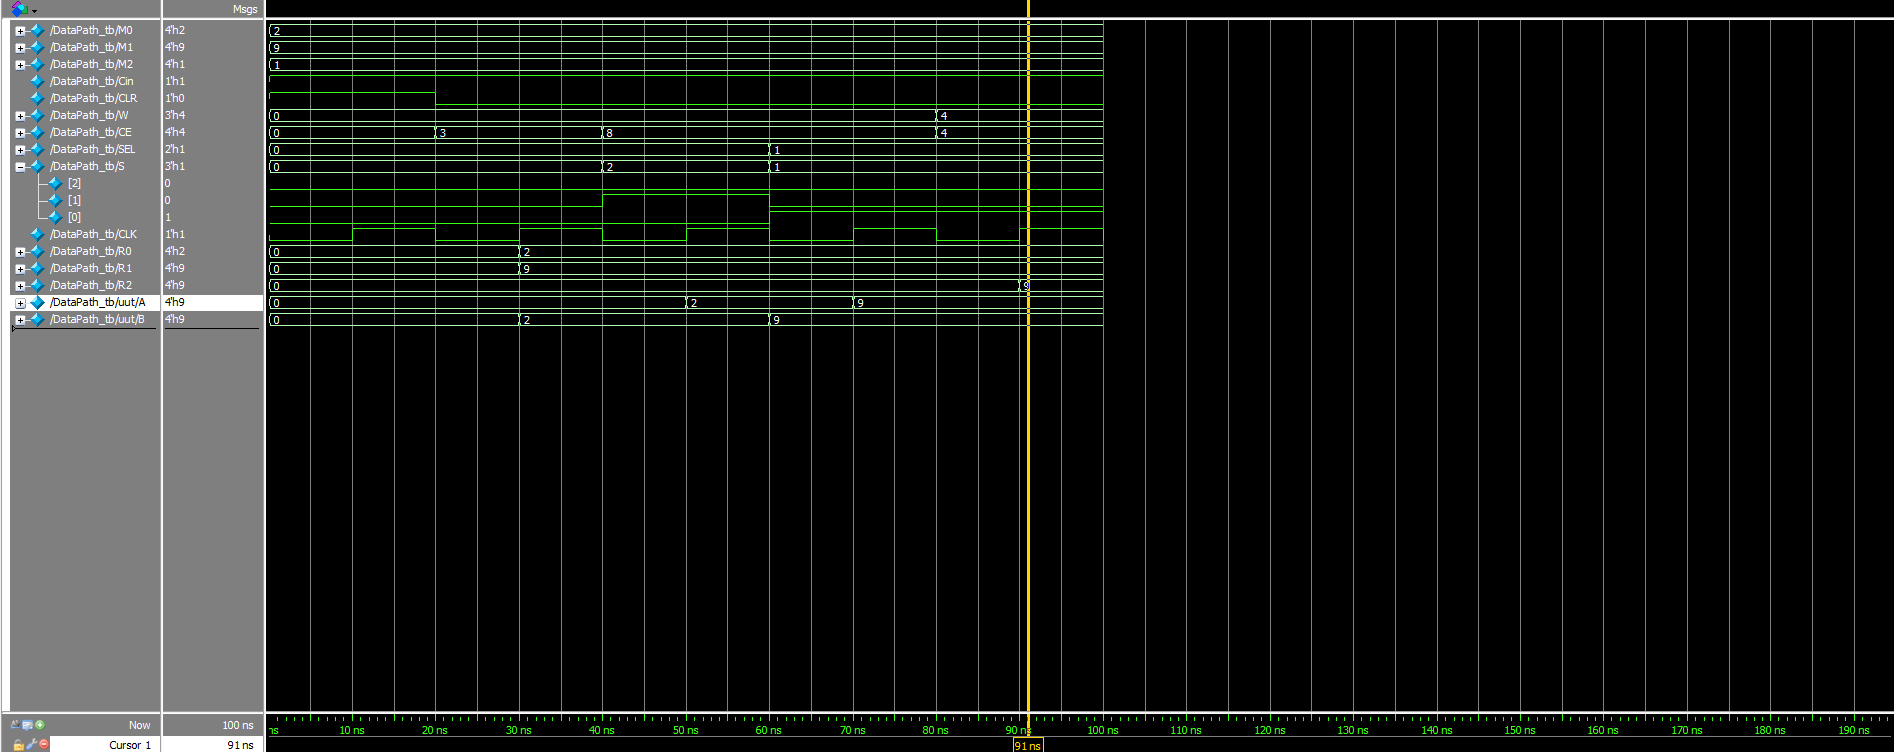 Msgs
/DataPath_tb/M0 4'h2 2
/DataPath_tb/M1 4'h9 9
/DataPath_tb/M2 4'h1 1
/DataPath_tb/Cin 1'h1
/DataPath_tb/CLR 1'h0
/DataPath_tb/W 3'h4 0 4
/DataPath_tb/CE 4'h4 0 3 8 4
/DataPath_tb/SEL 2'h1 0 1
/DataPath_tb/S 3'h1 0 2 1
[2] 0
[1] 0
[0] 1
/DataPath_tb/CLK 1'h1
/DataPath_tb/R0 4'h2 0 2
/DataPath_tb/R1 4'h9 0 9
/DataPath_tb/R2 4'h9 0 9
/DataPath_tb/uut/A 4'h9 0 2 9
/DataPath_tb/uut/B 4'h9 0 2 9
Now 100 ns ns 10 ns 20 ns 30 ns 40 ns 50 ns 60 ns 70 ns 80 ns 90 ns 100 ns 110 ns 120 ns 130 ns 140 ns 150 ns 160 ns 170 ns 180 ns 190 ns
Cursor 1 91 ns 91 ns